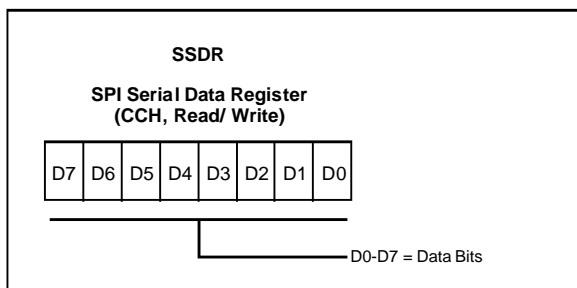 SSDR
SPI Serial Data Register
(CCH, Read/ Write)
D7 D6 D5 D4 D3 D2 D1 D0
D0-D7 = Data Bits